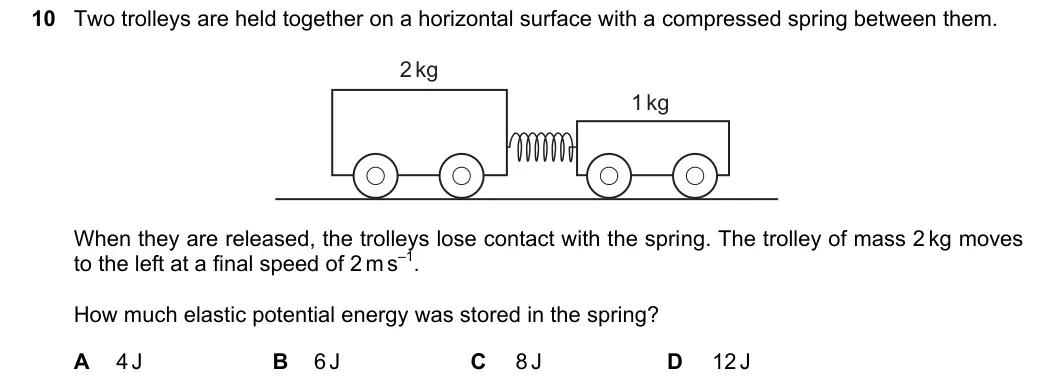 10 Two trolleys are held together on a horizontal surface with a compressed spring between them.
2 kg
1 kg
When they are released, the trolleys lose contact with the spring. The trolley of mass 2 kg moves
to the left at a final speed of 2 m s⁻¹.
How much elastic potential energy was stored in the spring?
A 4 J B 6 J C 8 J D 12 J